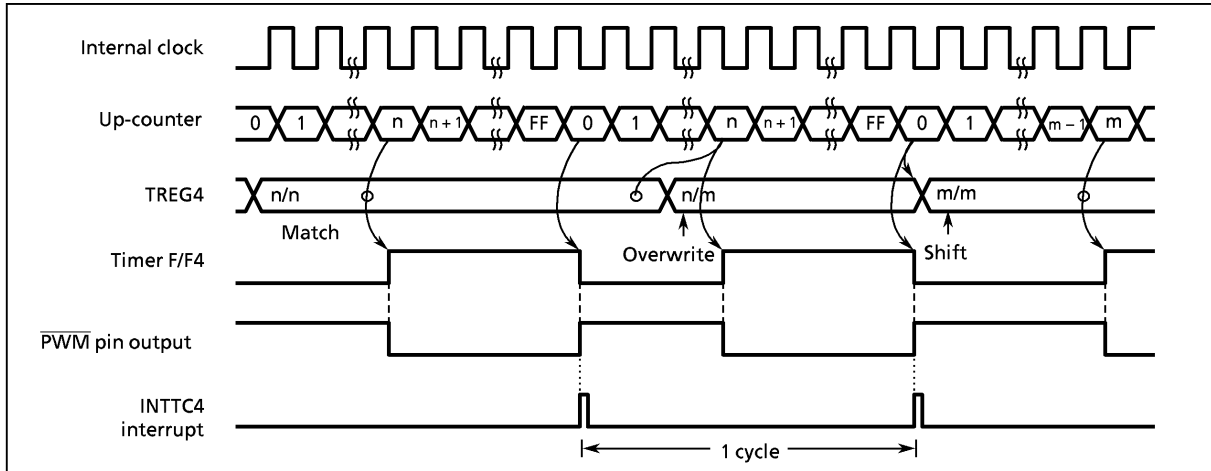 Internal clock
Up-counter
0 1 n n + 1 FF 0 1 n n + 1 FF 0 1 m – 1 m
TREG4
n/n n/m m/m
Match
Overwrite
Shift
Timer F/F4
PWM pin output
INTTC4
interrupt
1 cycle